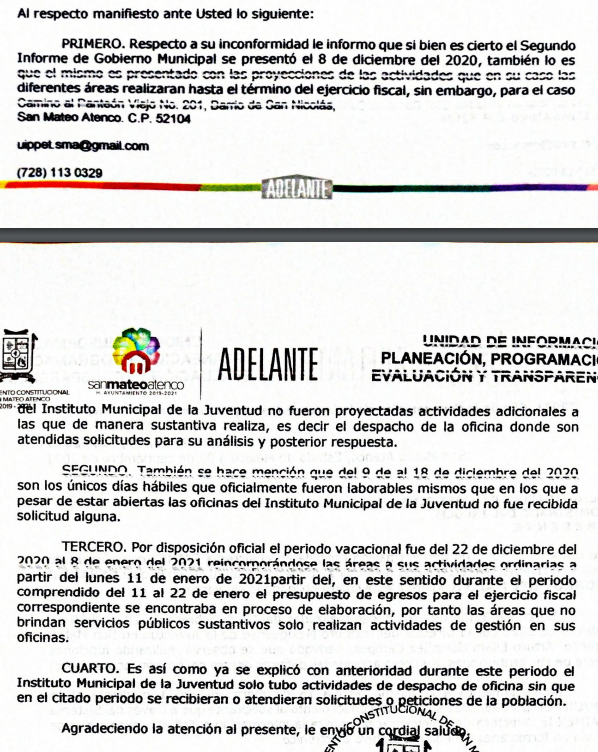 Al respecto manifiesto ante Usted lo siguiente:
PRIMERO. Respecto a su inconformidad le informo que si bien es cierto el Segundo
Informe de Gobierno Municipal se presentó el 8 de diciembre del 2020, también lo es
que el mismo es presentado con las proyecciones de las actividades que en su caso las
diferentes áreas realizaran hasta el término del ejercicio fiscal, sin embargo, para el caso
Camino al Panteón Viejo No. 201, Barrio de San Nicolás,
San Mateo Atenco. C.P. 52104
uippet.sma@gmail.com
(728) 113 0329
ADELANTE
UNIDAD DE INFORMACI
PLANEACIÓN, PROGRAMACI
EVALUACIÓN Y TRANSPAREN
sanmateoatenco
H. AYUNTAMIENTO 2019-2021
ADELANTE
ENTO CONSTITUCIONAL
N MATEO ATENCO
2019 - 2021
del Instituto Municipal de la Juventud no fueron proyectadas actividades adicionales a
las que de manera sustantiva realiza, es decir el despacho de la oficina donde son
atendidas solicitudes para su análisis y posterior respuesta.
SEGUNDO. También se hace mención que del 9 de al 18 de diciembre del 2020
son los únicos días hábiles que oficialmente fueron laborables mismos que en los que a
pesar de estar abiertas las oficinas del Instituto Municipal de la Juventud no fue recibida
solicitud alguna.
TERCERO. Por disposición oficial el periodo vacacional fue del 22 de diciembre del
2020 al 8 de enero del 2021 reincorporándose las áreas a sus actividades ordinarias a
partir del lunes 11 de enero de 2021partir del, en este sentido durante el periodo
comprendido del 11 al 22 de enero el presupuesto de egresos para el ejercicio fiscal
correspondiente se encontraba en proceso de elaboración, por tanto las áreas que no
brindan servicios públicos sustantivos solo realizan actividades de gestión en sus
oficinas.
CUARTO. Es así como ya se explicó con anterioridad durante este periodo el
Instituto Municipal de la Juventud solo tubo actividades de despacho de oficina sin que
en el citado periodo se recibieran o atendieran solicitudes o peticiones de la población.
Agradeciendo la atención al presente, le envío un cordial saludo.
NTO CONSTITUCIONAL DE